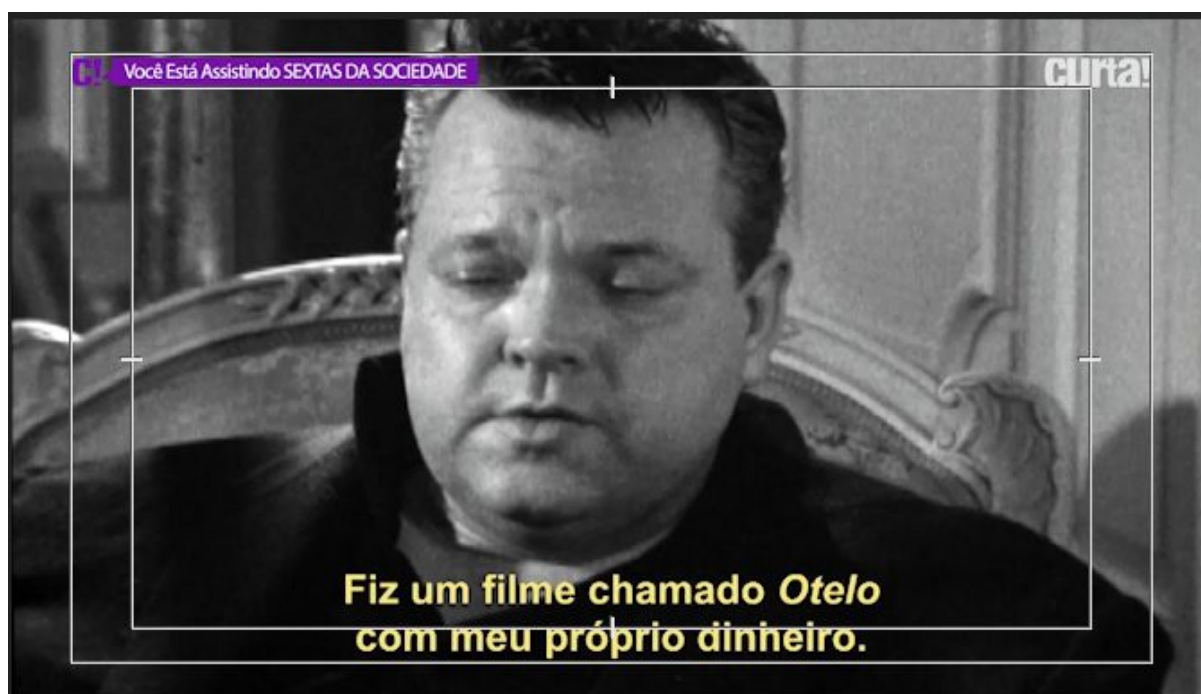 C! Você Está Assistindo SEXTAS DA SOCIEDADE
curta!
Fiz um filme chamado Otelo
com meu próprio dinheiro.